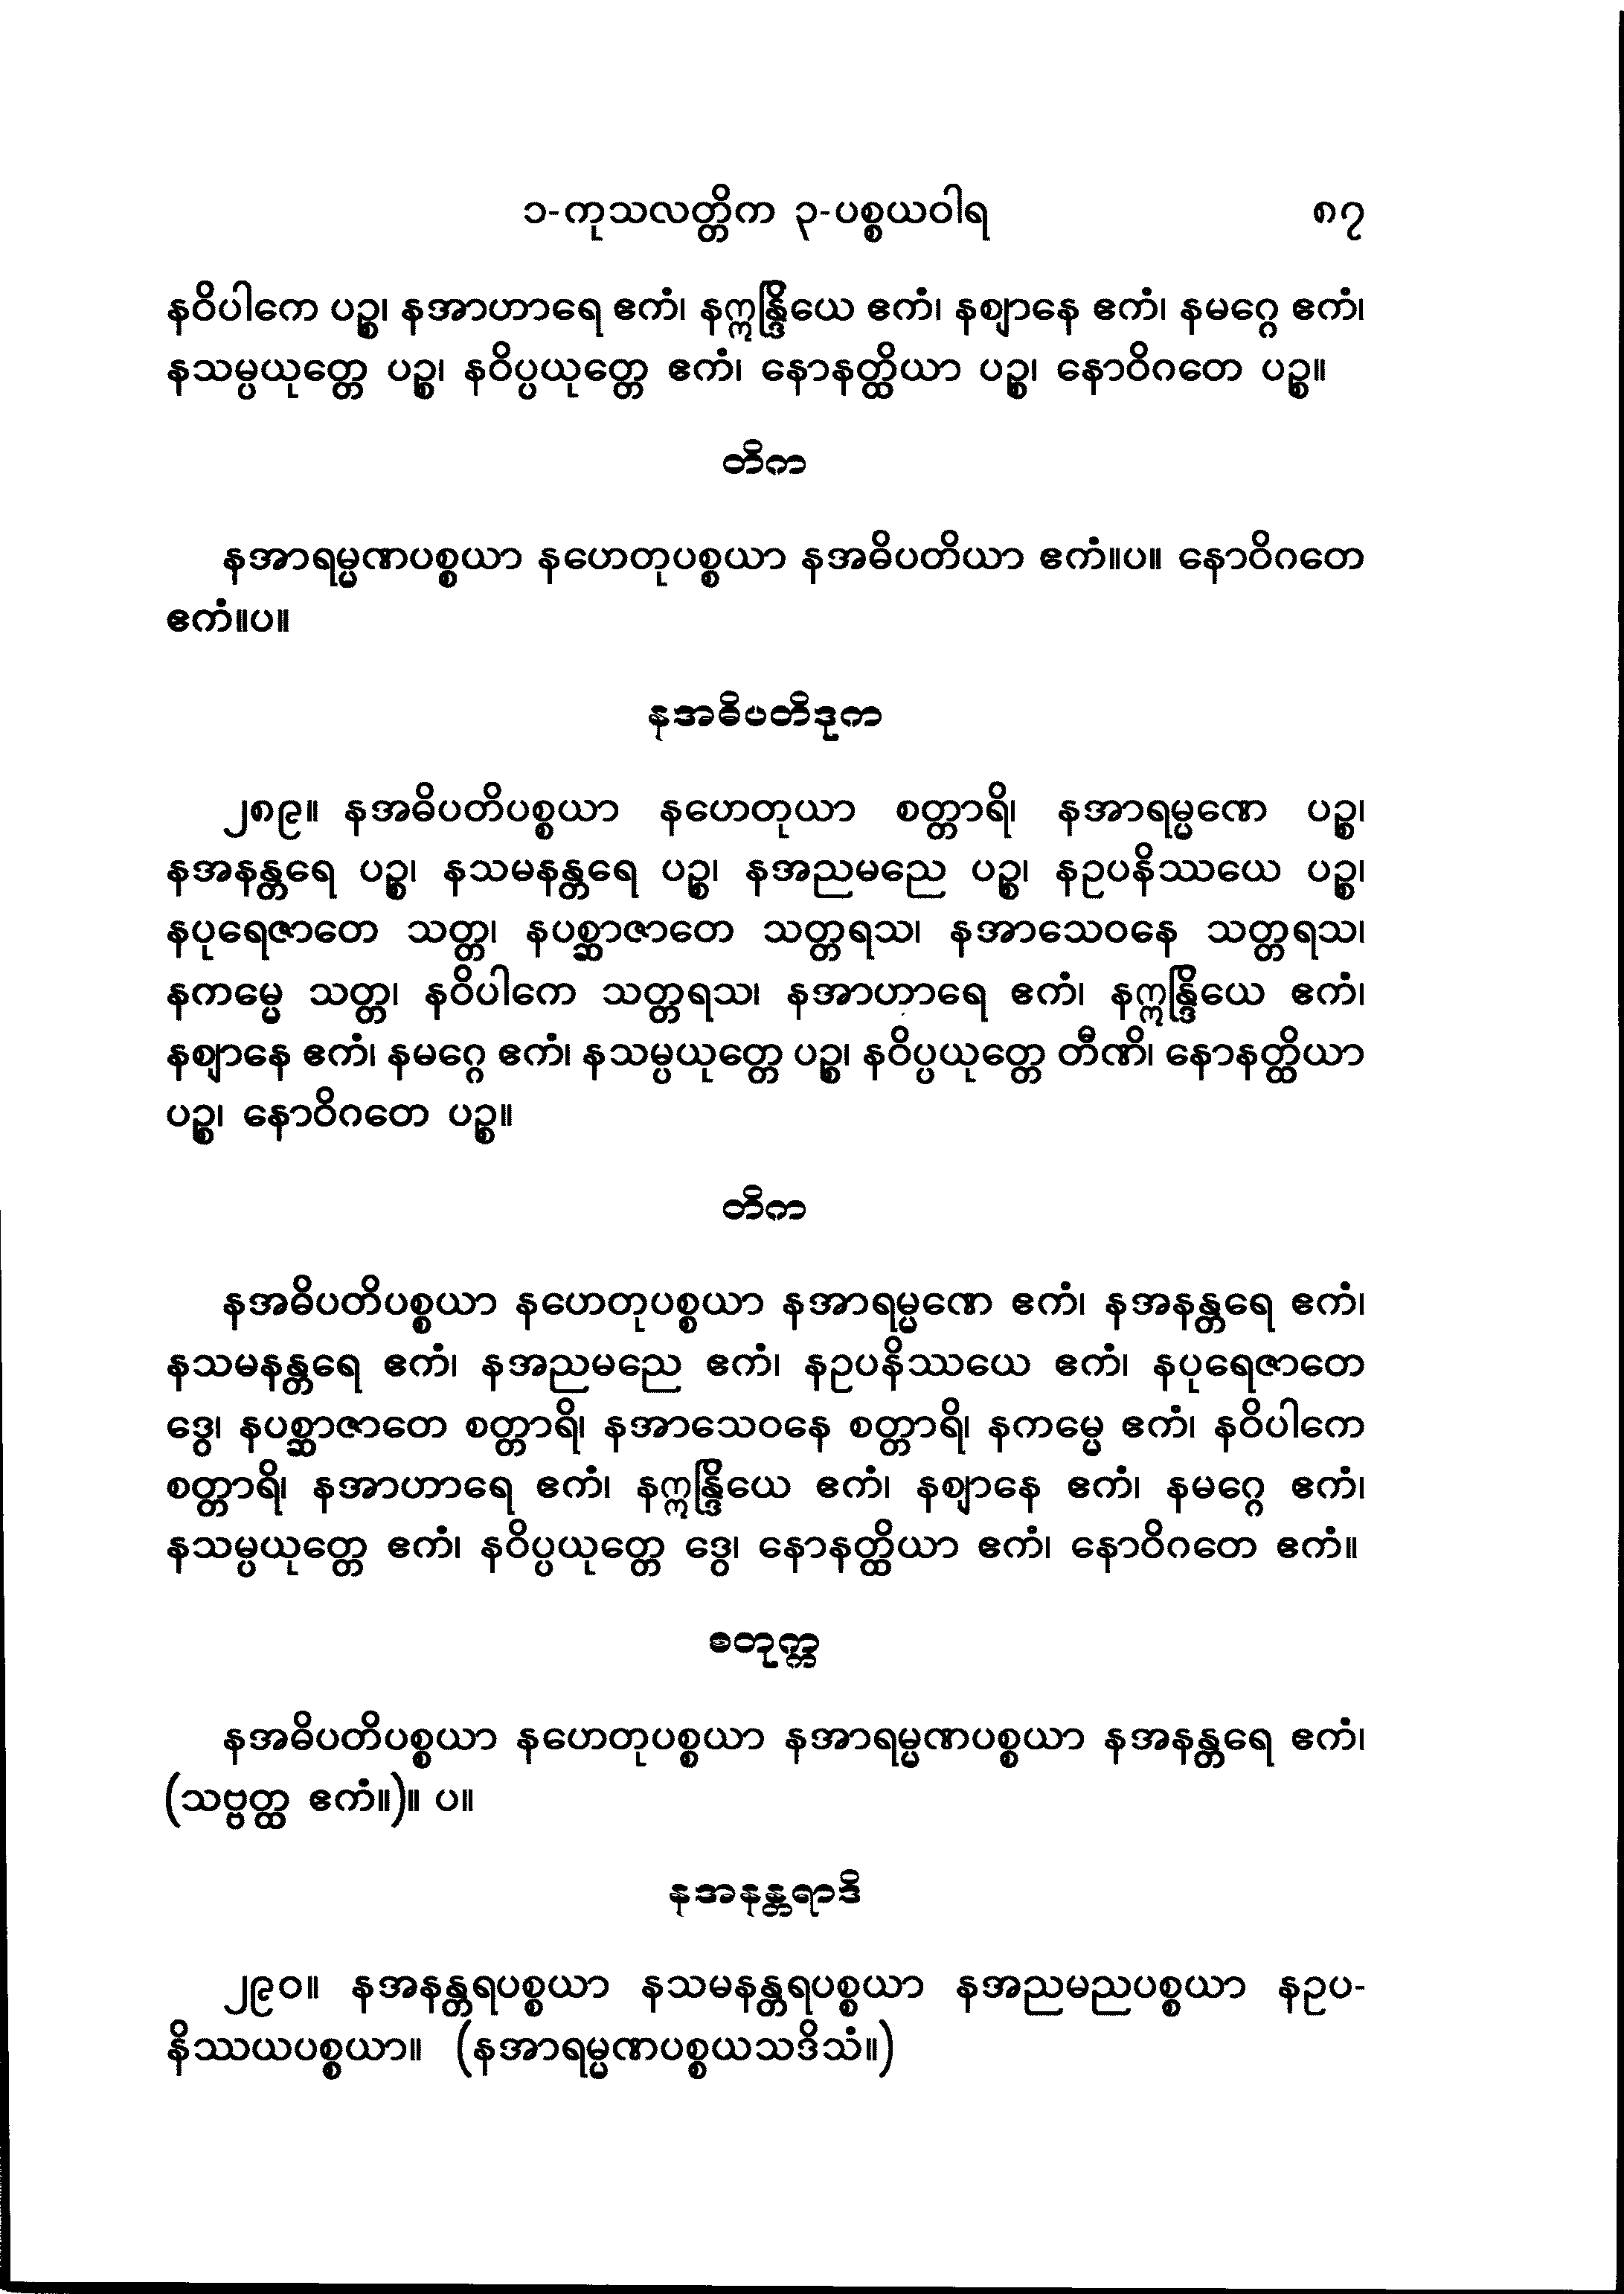 ၁-ကုသလတ္တိက ၃-ပစ္စယဝါရ ၈၇
နဝိပါကေ ပဉ္စ၊ နအာဟာရေ ဧကံ၊ နဣန္ဒြိယေ ဧကံ၊ နဈာနေ ဧကံ၊ နမဂ္ဂေ ဧကံ၊
နသမ္ပယုတ္တေ ပဉ္စ၊ နဝိပ္ပယုတ္တေ ဧကံ၊ နောနတ္ထိယာ ပဉ္စ၊ နောဝိဂတေ ပဉ္စ။
တိက
နအာရမ္မဏပစ္စယာ နဟေတုပစ္စယာ နအဓိပတိယာ ဧကံ။ပ။ နောဝိဂတေ
ဧကံ။ပ။
နအဓိပတိဒုက
၂၈၉။ နအဓိပတိပစ္စယာ နဟေတုယာ စတ္တာရိ၊ နအာရမ္မဏေ ပဉ္စ၊
နအနန္တရေ ပဉ္စ၊ နသမနန္တရေ ပဉ္စ၊ နအညမညေ ပဉ္စ၊ နဥပနိဿယေ ပဉ္စ၊
နပုရေဇာတေ သတ္တ၊ နပစ္ဆာဇာတေ သတ္တရသ၊ နအာသေဝနေ သတ္တရသ၊
နကမ္မေ သတ္တ၊ နဝိပါကေ သတ္တရသ၊ နအာဟာရေ ဧကံ၊ နဣန္ဒြိယေ ဧကံ၊
နဈာနေ ဧကံ၊ နမဂ္ဂေ ဧကံ၊ နသမ္ပယုတ္တေ ပဉ္စ၊ နဝိပ္ပယုတ္တေ တီဏိ၊ နောနတ္ထိယာ
ပဉ္စ၊ နောဝိဂတေ ပဉ္စ။
တိက
နအဓိပတိပစ္စယာ နဟေတုပစ္စယာ နအာရမ္မဏေ ဧကံ၊ နအနန္တရေ ဧကံ၊
နသမနန္တရေ ဧကံ၊ နအညမညေ ဧကံ၊ နဥပနိဿယေ ဧကံ၊ နပုရေဇာတေ
ဒွေ၊ နပစ္ဆာဇာတေ စတ္တာရိ၊ နအာသေဝနေ စတ္တာရိ၊ နကမ္မေ ဧကံ၊ နဝိပါကေ
စတ္တာရိ၊ နအာဟာရေ ဧကံ၊ နဣန္ဒြိယေ ဧကံ၊ နဈာနေ ဧကံ၊ နမဂ္ဂေ ဧကံ၊
နသမ္ပယုတ္တေ ဧကံ၊ နဝိပ္ပယုတ္တေ ဒွေ၊ နောနတ္ထိယာ ဧကံ၊ နောဝိဂတေ ဧကံ။
စတုက္က
နအဓိပတိပစ္စယာ နဟေတုပစ္စယာ နအာရမ္မဏပစ္စယာ နအနန္တရေ ဧကံ၊
(သဗ္ဗတ္ထ ဧကံ။)။ ပ။
နအနန္တရာဒိ
၂၉၀။ နအနန္တရပစ္စယာ နသမနန္တရပစ္စယာ နအညမညပစ္စယာ နဥပ-
နိဿယပစ္စယာ။ (နအာရမ္မဏပစ္စယသဒိသံ။)